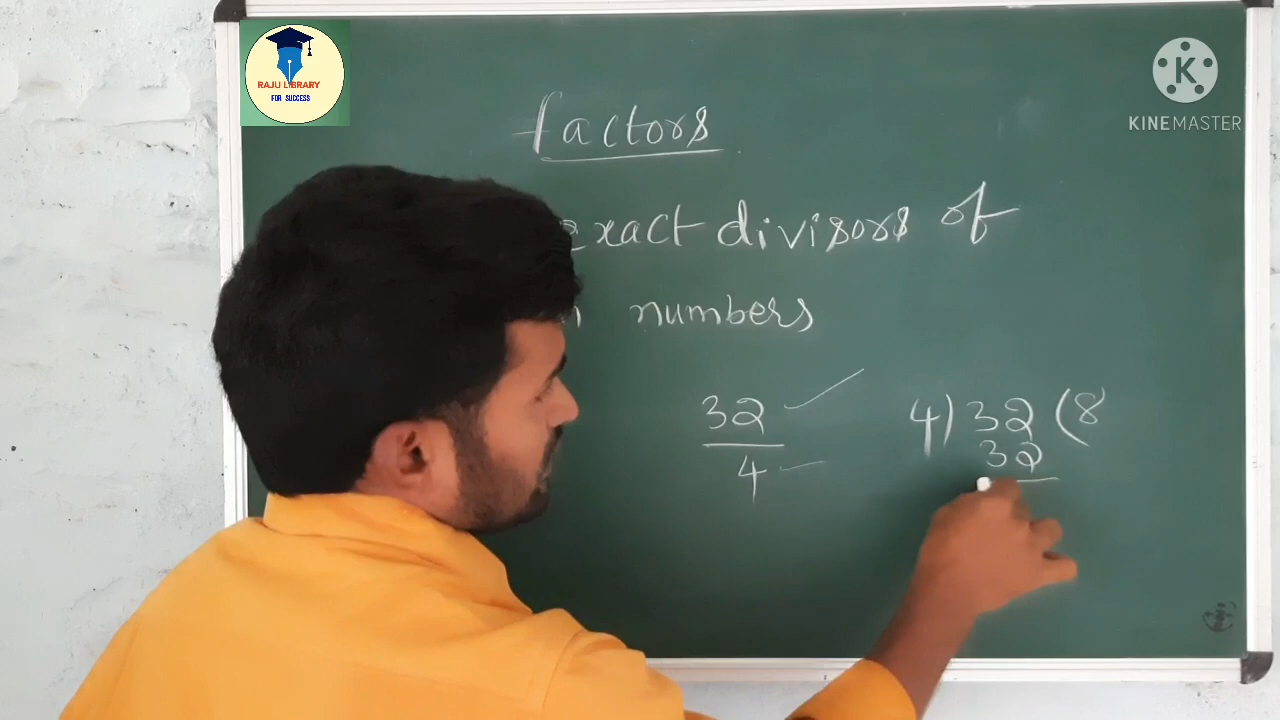 RAJU LIBRARY
FOR SUCCESS
K
KINEMASTER
factors
exact divisors of
numbers
32
4
4) 32 (8
32